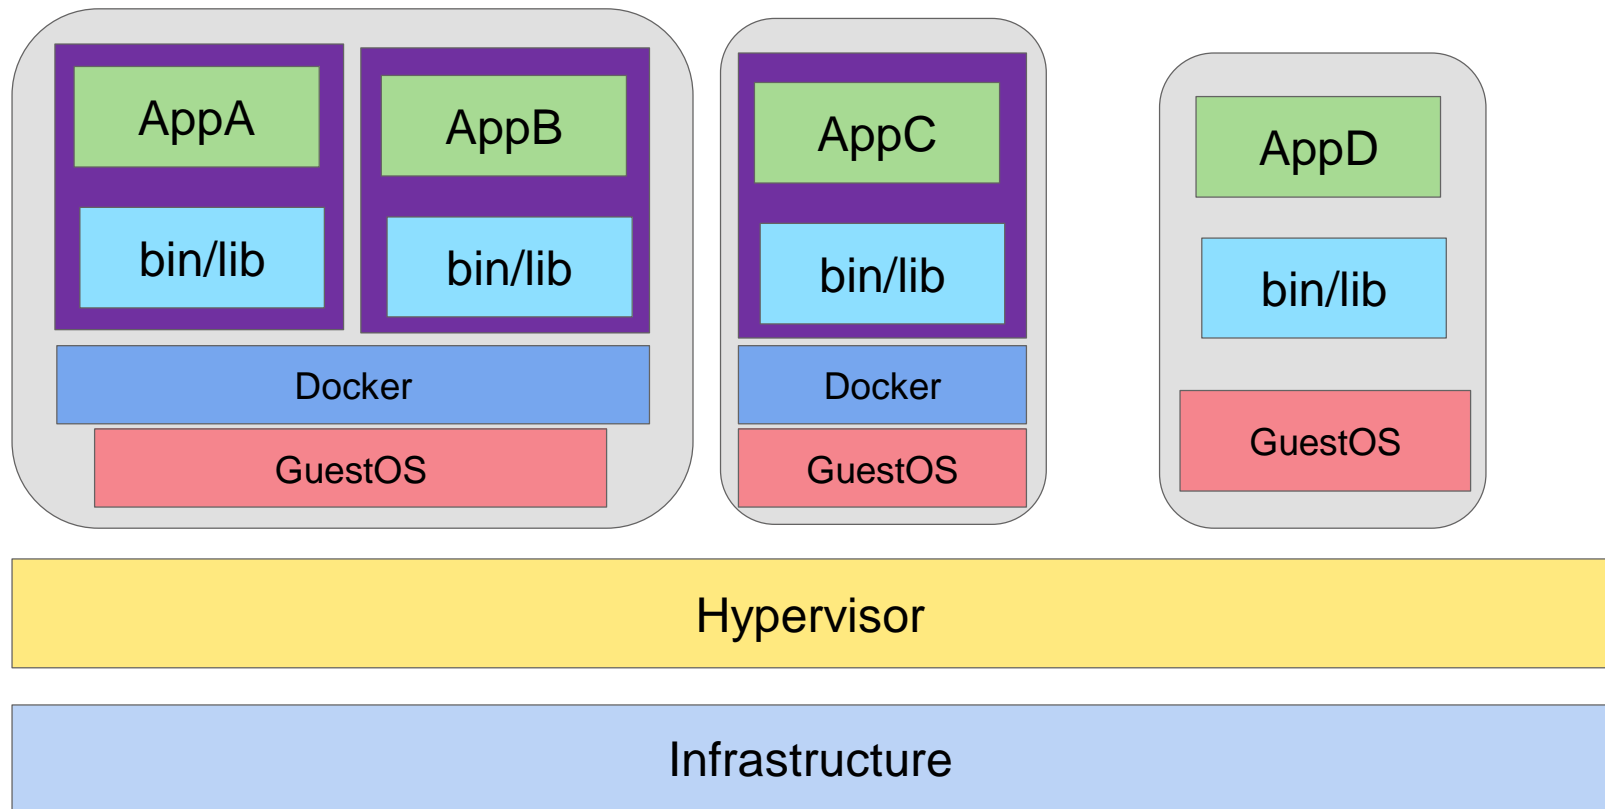 AppA
AppB
AppC
AppD
bin/lib
bin/lib
bin/lib
bin/lib
Docker
Docker
GuestOS
GuestOS
GuestOS
Hypervisor
Infrastructure